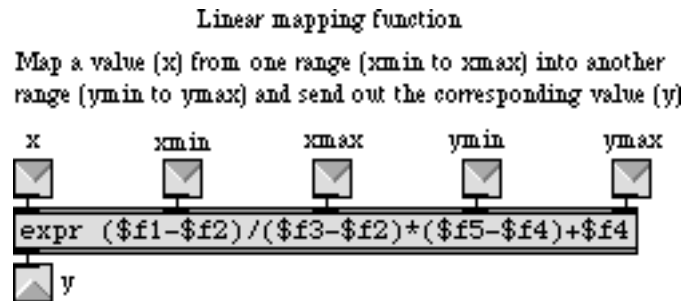 Linear mapping function
Map a value (x) from one range (xmin to xmax) into another
range (ymin to ymax) and send out the corresponding value (y)
x xmin xmax ymin ymax
expr ($f1-$f2)/($f3-$f2)*($f5-$f4)+$f4
y